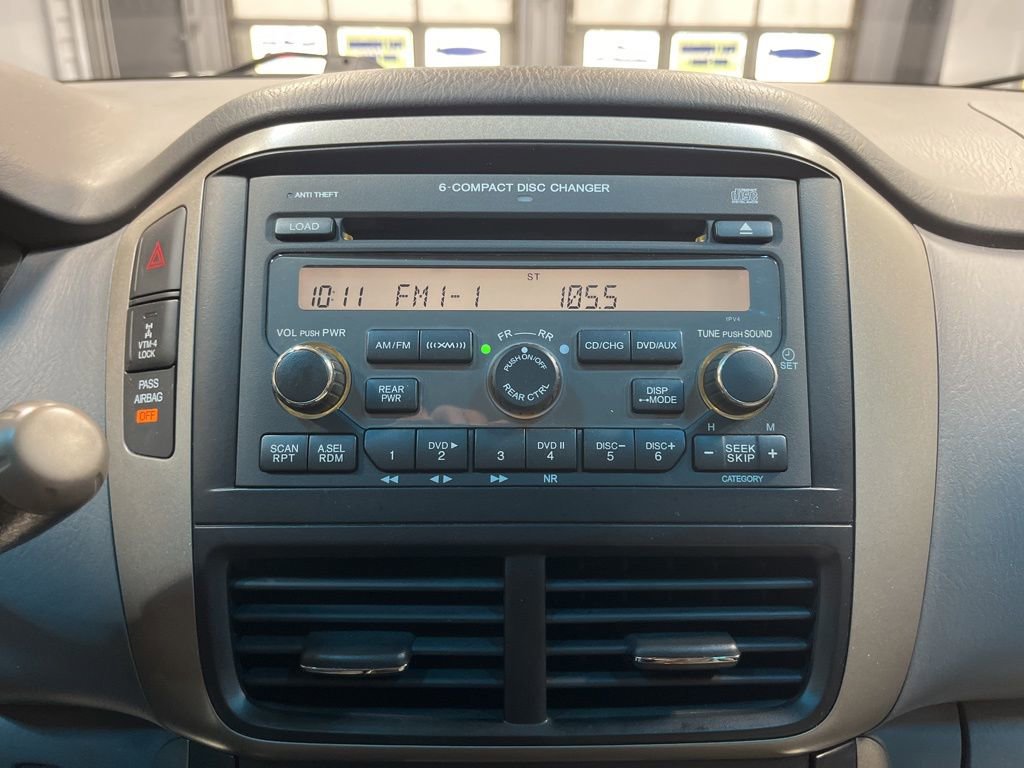 6-COMPACT DISC CHANGER
ANTI THEFT
LOAD
ST
10:11 FM1-1 105.5
1PV4
VOL PUSH PWR
FR RR
TUNE PUSH SOUND
AM/FM
(((XM)))
PUSH ON/OFF
REAR CTRL
CD/CHG
DVD/AUX
SET
REAR
PWR
DISP
MODE
VTM-4
LOCK
PASS
AIRBAG
OFF
H M
SCAN
RPT
A.SEL
RDM
1
DVD ▶
2
3
DVD II
4
DISC-
5
DISC+
6
- SEEK
SKIP +
◀◀ ◀ ▶ ▶▶ NR CATEGORY